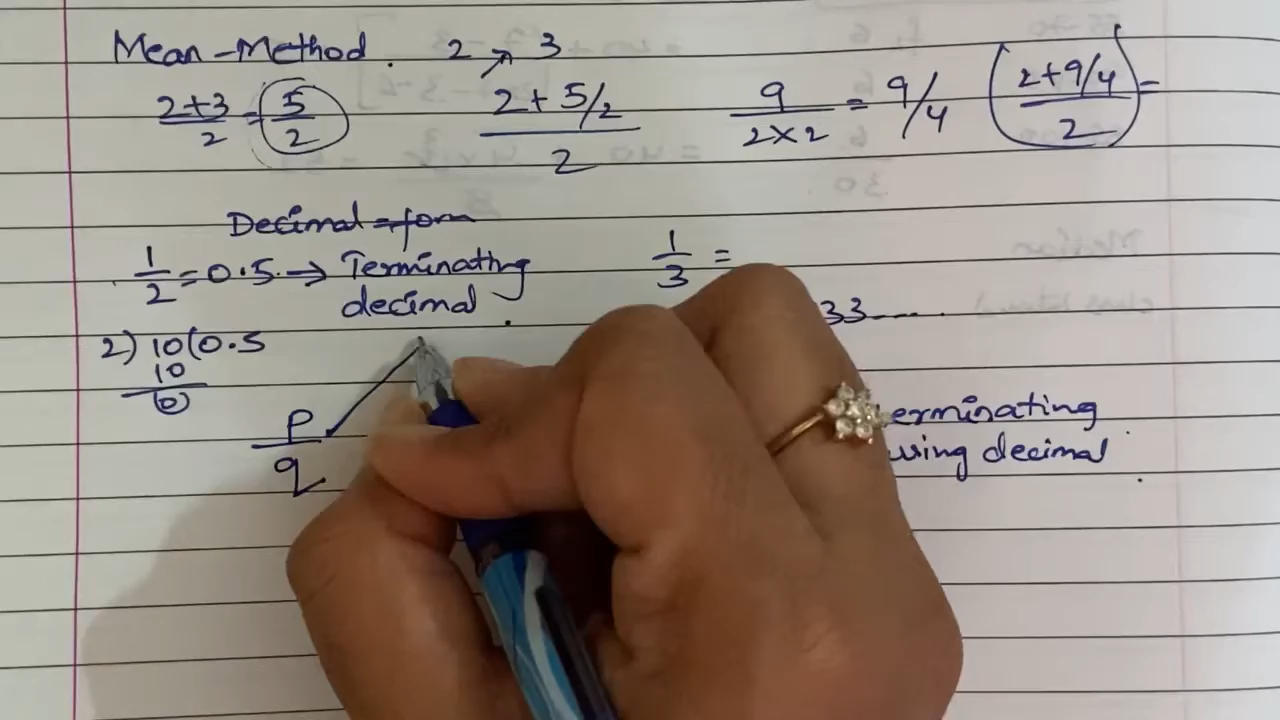 Mean-Method. 2 → 3
2+3/2 = 5/2 2+5/2/2 9/2×2 = 9/4 (2+9/4/2) =
Decimal form
1/2 = 0.5 → Terminating 1/3 =
decimal.
33----.
2) 10(0.5
10
0
P/q
erminating
decimal.